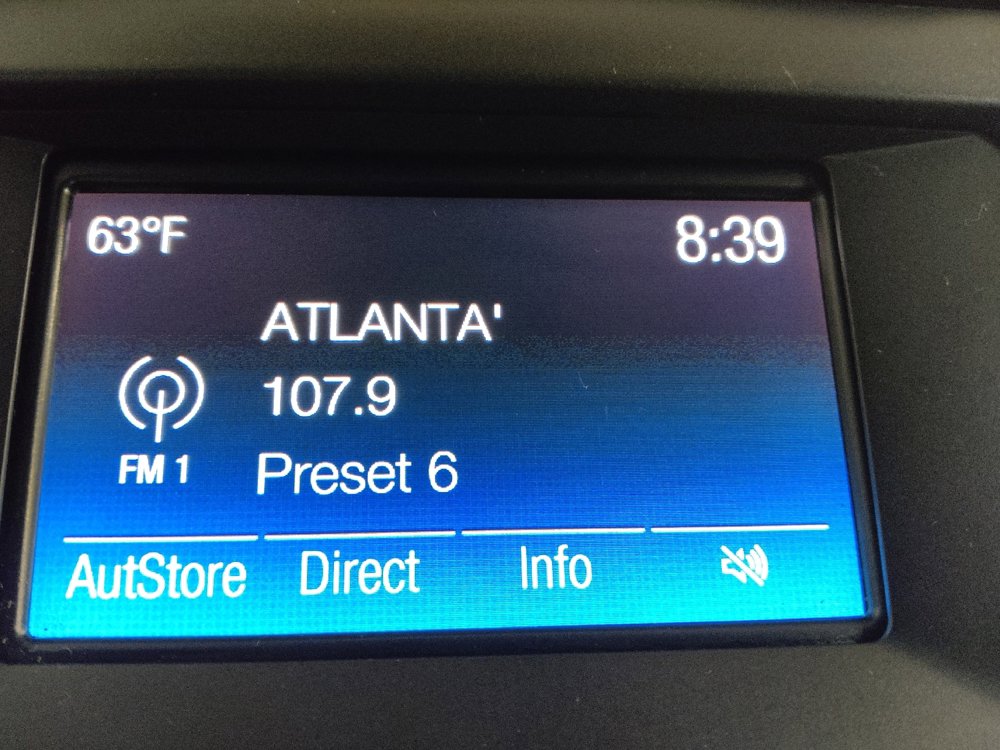 63°F 8:39
ATLANTA'
107.9
FM 1 Preset 6
AutStore Direct Info